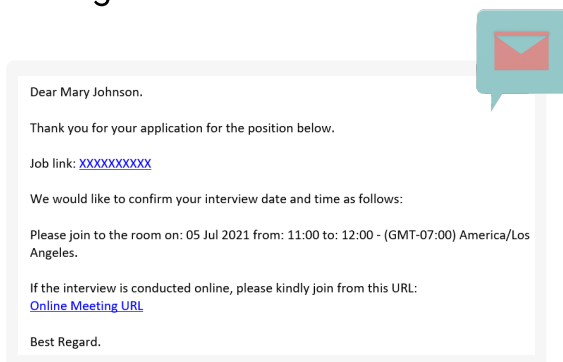 Dear Mary Johnson.
Thank you for your application for the position below.
Job link: XXXXXXXXXX
We would like to confirm your interview date and time as follows:
Please join to the room on: 05 Jul 2021 from: 11:00 to: 12:00 - (GMT-07:00) America/Los
Angeles.
If the interview is conducted online, please kindly join from this URL:
Online Meeting URL
Best Regard.